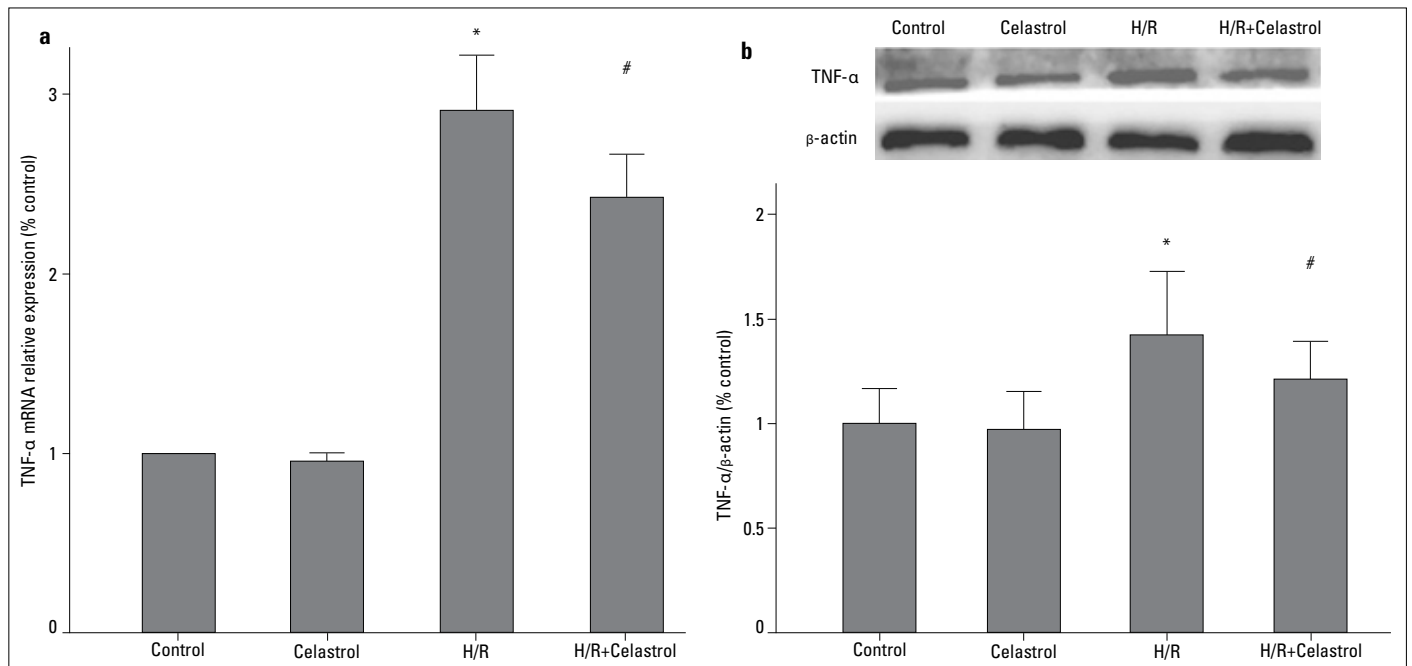 a
TNF-α mRNA relative expression (% control)
3
2
1
0
*
#
Control Celastrol H/R H/R+Celastrol
b
Control Celastrol H/R H/R+Celastrol
TNF-α
β-actin
TNF-α/β-actin (% control)
2
1.5
1
0.5
0
*
#
Control Celastrol H/R H/R+Celastrol